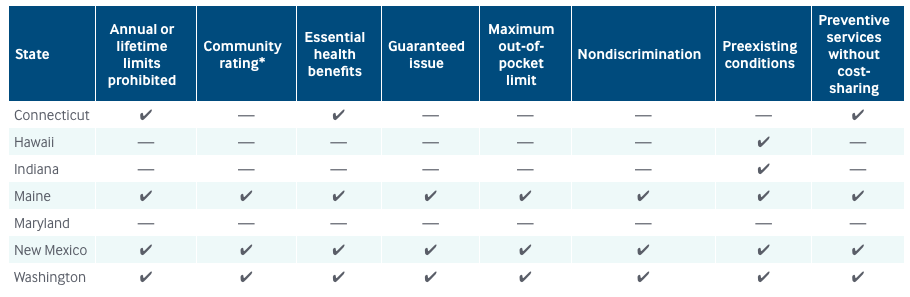 State | Annual or lifetime limits prohibited | Community rating* | Essential health benefits | Guaranteed issue | Maximum out-of-pocket limit | Nondiscrimination | Preexisting conditions | Preventive services without cost-sharing
Connecticut | ✔ | — | ✔ | — | — | — | — | ✔
Hawaii | — | — | — | — | — | — | ✔ | —
Indiana | — | — | — | — | — | — | ✔ | —
Maine | ✔ | ✔ | ✔ | ✔ | ✔ | ✔ | ✔ | ✔
Maryland | — | — | — | — | — | — | — | —
New Mexico | ✔ | ✔ | ✔ | ✔ | ✔ | ✔ | ✔ | ✔
Washington | ✔ | ✔ | ✔ | ✔ | ✔ | ✔ | ✔ | ✔